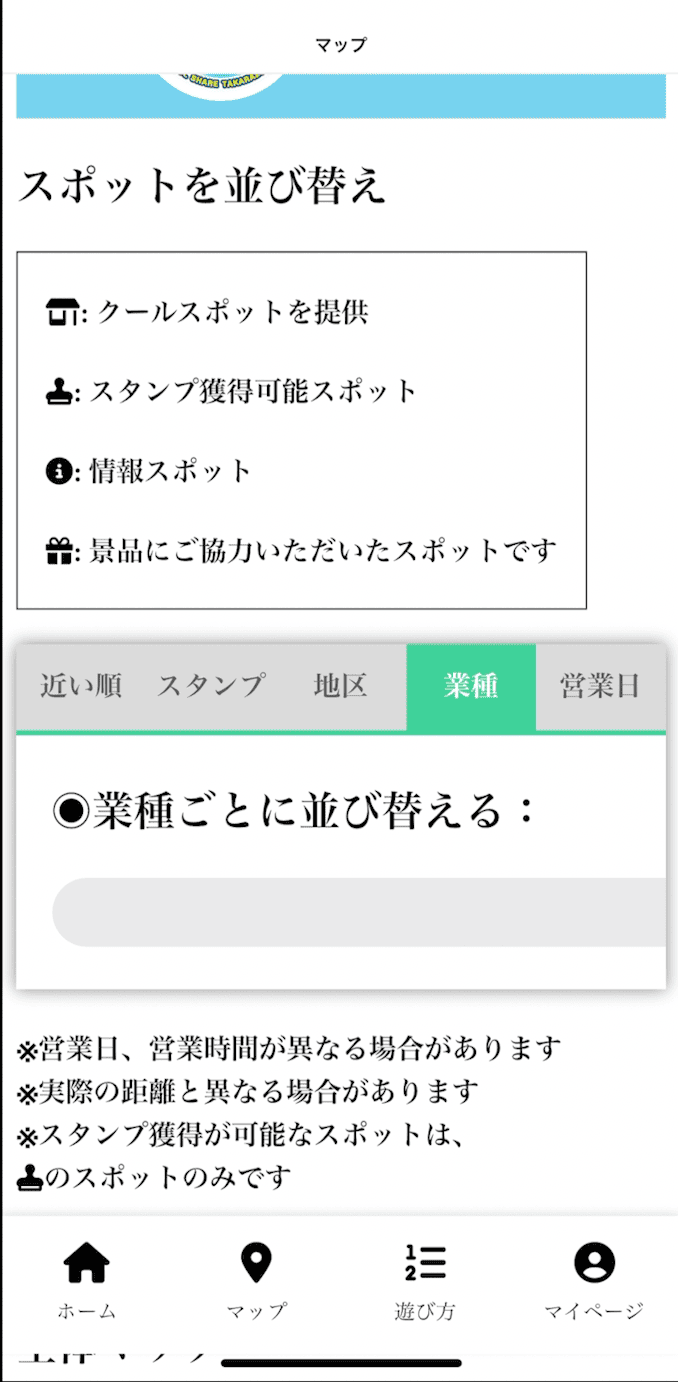 マップ
SHARE TAKARA
スポットを並び替え
: クールスポットを提供
: スタンプ獲得可能スポット
: 情報スポット
: 景品にご協力いただいたスポットです
近い順 スタンプ 地区 業種 営業日
◉業種ごとに並び替える：
※営業日、営業時間が異なる場合があります
※実際の距離と異なる場合があります
※スタンプ獲得が可能なスポットは、
のスポットのみです
ホーム マップ 遊び方 マイページ